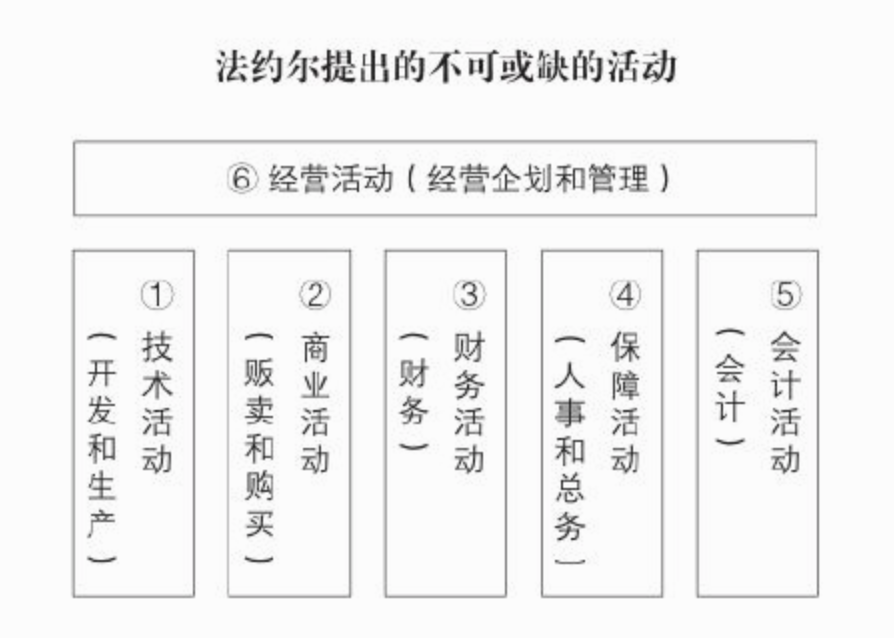 法约尔提出的不可或缺的活动
⑥ 经营活动（经营企划和管理）
① 技术活动
（开发和生产）
② 商业活动
（贩卖和购买）
③ 财务活动
（财务）
④ 保障活动
（人事和总务）
⑤ 会计活动
（会计）